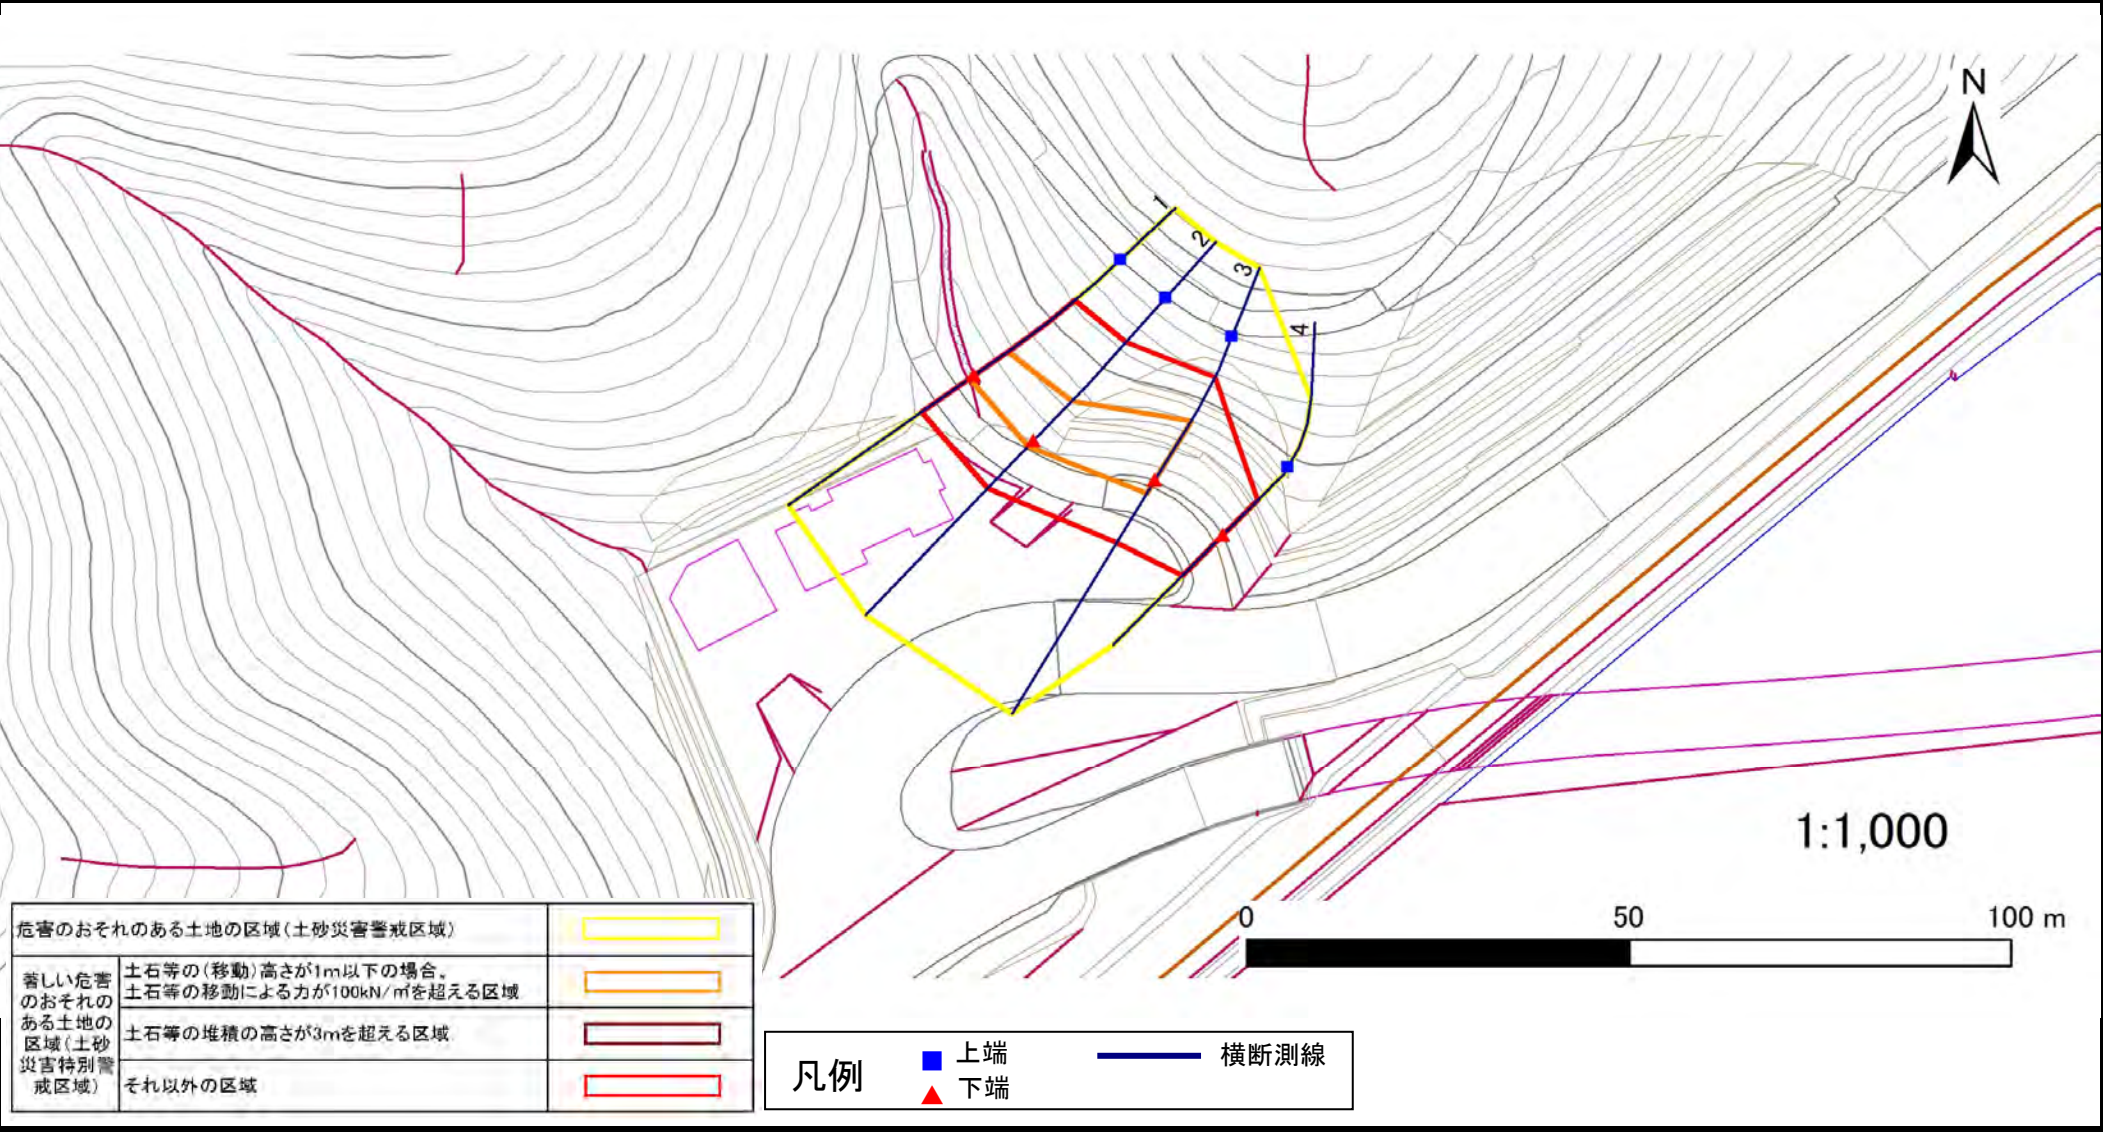 N
1
2
3
4
1:1,000
0 50 100 m
危害のおそれのある土地の区域(土砂災害警戒区域)
著しい危害
のおそれの
ある土地の
区域(土砂
災害特別警
戒区域)
土石等の(移動)高さが1m以下の場合、
土石等の移動による力が100kN/㎡を超える区域
土石等の堆積の高さが3mを超える区域
それ以外の区域
凡例
上端
下端
横断測線